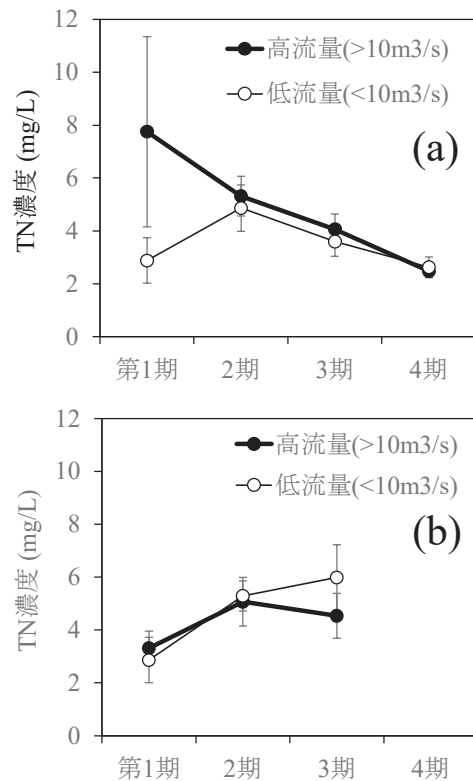 12
高流量(>10m3/s)
10
低流量(<10m3/s)
8
(a)
TN濃度 (mg/L)
6
4
2
0
第1期 2期 3期 4期
12
高流量(>10m3/s)
10
低流量(<10m3/s)
8
(b)
TN濃度 (mg/L)
6
4
2
0
第1期 2期 3期 4期